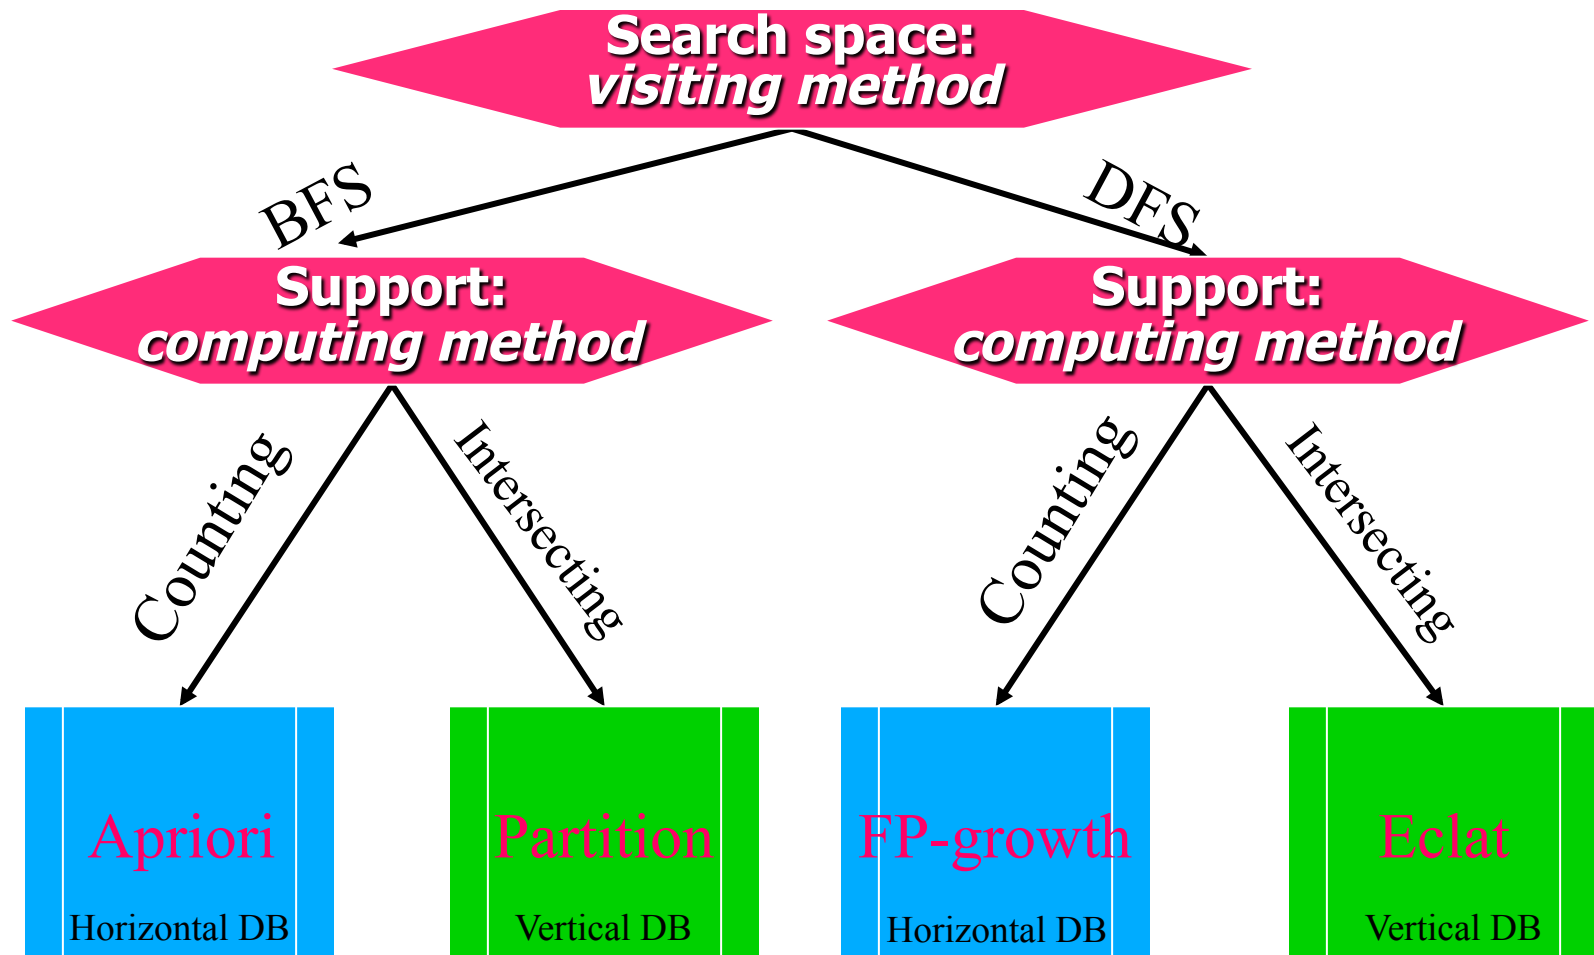 Search space:
visiting method
BFS
DFS
Support:
computing method
Support:
computing method
Counting
Intersecting
Counting
Intersecting
Apriori
Horizontal DB
Partition
Vertical DB
FP-growth
Horizontal DB
Eclat
Vertical DB